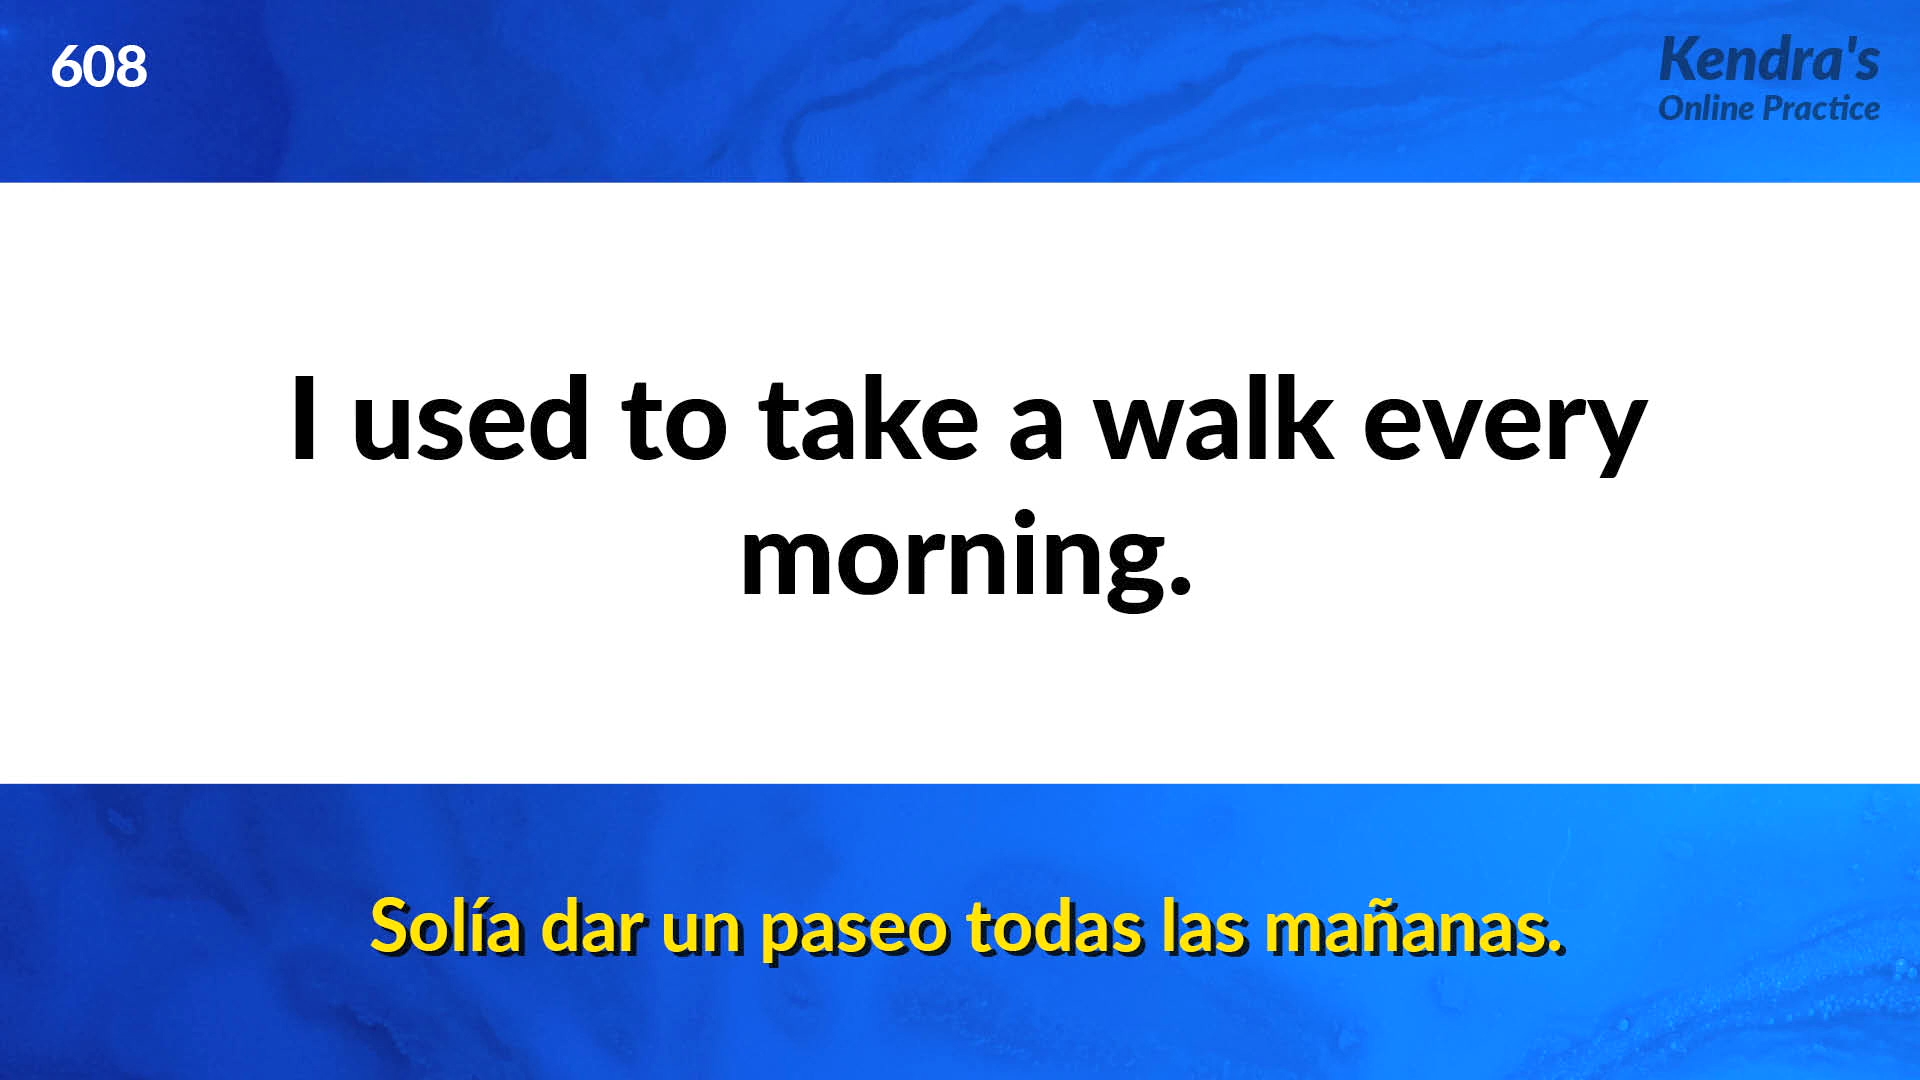 608
Kendra's
Online Practice
I used to take a walk every
morning.
Solía dar un paseo todas las mañanas.